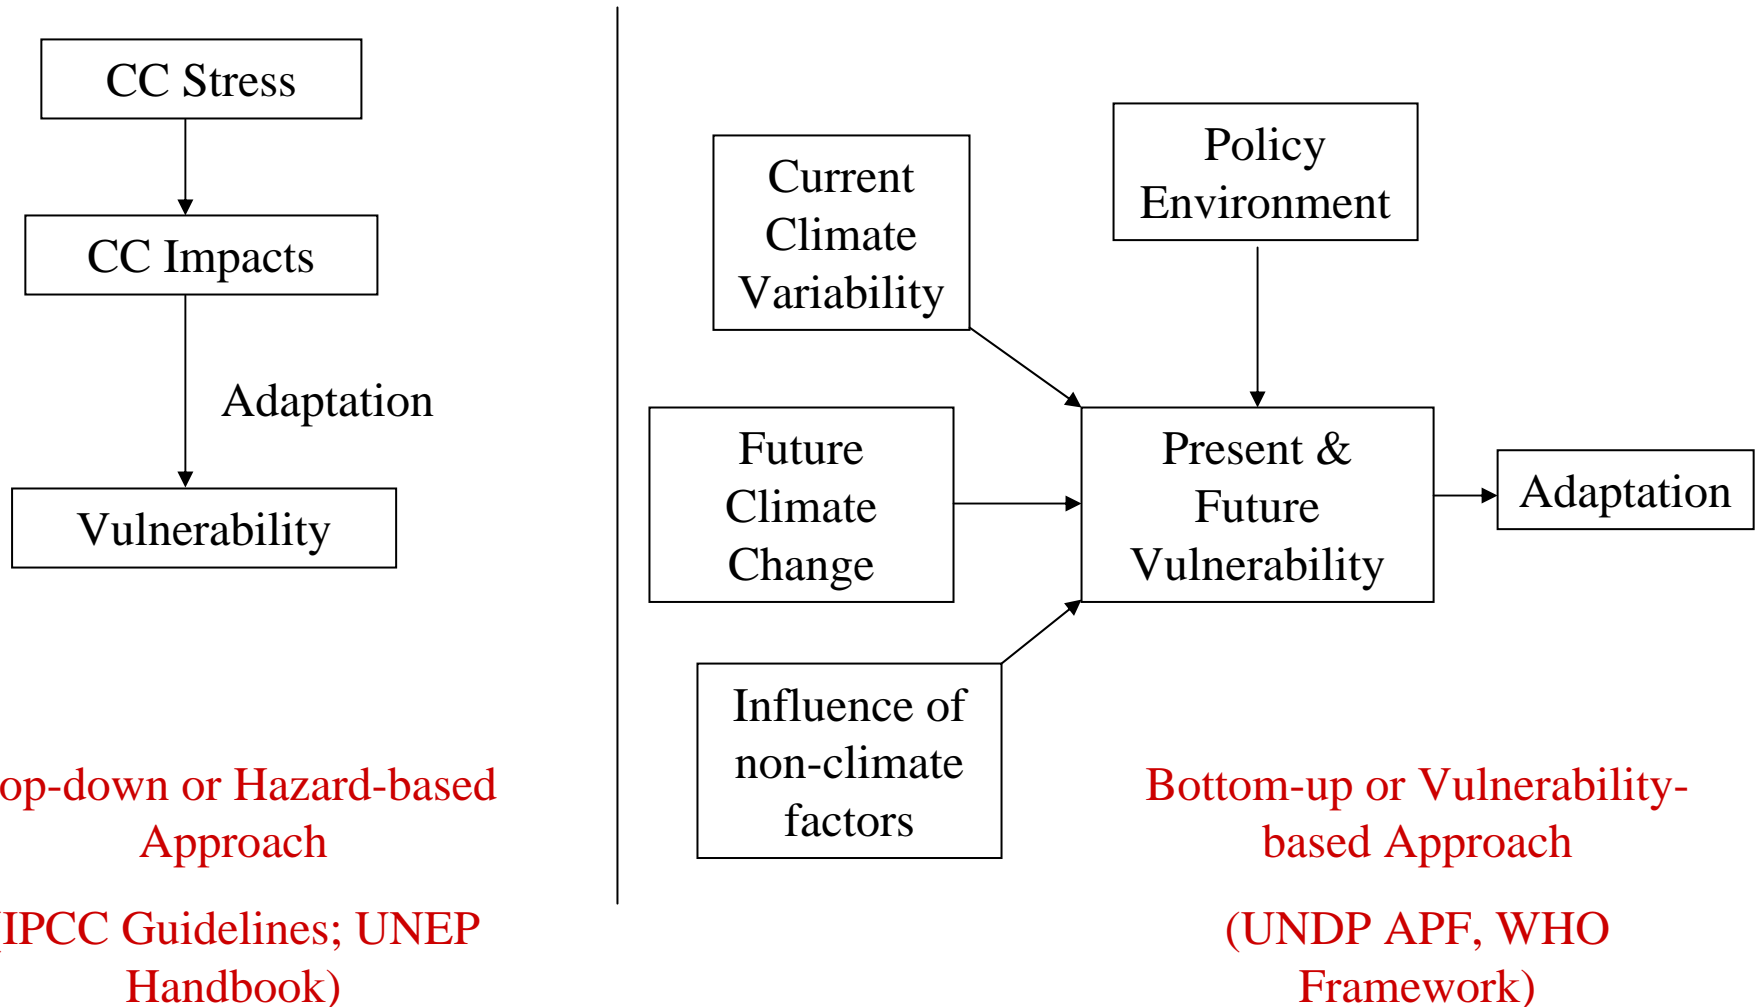 CC Stress
CC Impacts
Adaptation
Vulnerability
op-down or Hazard-based
Approach
(IPCC Guidelines; UNEP
Handbook)
Current
Climate
Variability
Policy
Environment
Future
Climate
Change
Present &
Future
Vulnerability
Adaptation
Influence of
non-climate
factors
Bottom-up or Vulnerability-
based Approach
(UNDP APF, WHO
Framework)